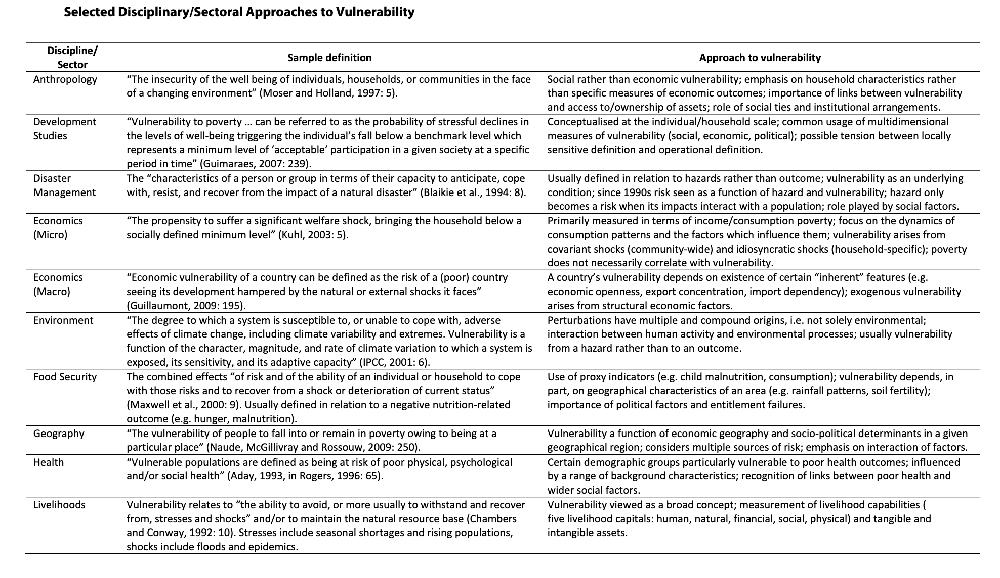 Selected Disciplinary/Sectoral Approaches to Vulnerability
Discipline/
Sector
Sample definition
Approach to vulnerability
Anthropology
“The insecurity of the well being of individuals, households, or communities in the face
of a changing environment” (Moser and Holland, 1997: 5).
Social rather than economic vulnerability; emphasis on household characteristics rather
than specific measures of economic outcomes; importance of links between vulnerability
and access to/ownership of assets; role of social ties and institutional arrangements.
Development
Studies
“Vulnerability to poverty … can be referred to as the probability of stressful declines in
the levels of well-being triggering the individual’s fall below a benchmark level which
represents a minimum level of ‘acceptable’ participation in a given society at a specific
period in time” (Guimaraes, 2007: 239).
Conceptualised at the individual/household scale; common usage of multidimensional
measures of vulnerability (social, economic, political); possible tension between locally
sensitive definition and operational definition.
Disaster
Management
The “characteristics of a person or group in terms of their capacity to anticipate, cope
with, resist, and recover from the impact of a natural disaster” (Blaikie et al., 1994: 8).
Usually defined in relation to hazards rather than outcome; vulnerability as an underlying
condition; since 1990s risk seen as a function of hazard and vulnerability; hazard only
becomes a risk when its impacts interact with a population; role played by social factors.
Economics
(Micro)
“The propensity to suffer a significant welfare shock, bringing the household below a
socially defined minimum level” (Kuhl, 2003: 5).
Primarily measured in terms of income/consumption poverty; focus on the dynamics of
consumption patterns and the factors which influence them; vulnerability arises from
covariant shocks (community-wide) and idiosyncratic shocks (household-specific); poverty
does not necessarily correlate with vulnerability.
Economics
(Macro)
“Economic vulnerability of a country can be defined as the risk of a (poor) country
seeing its development hampered by the natural or external shocks it faces”
(Guillaumont, 2009: 195).
A country’s vulnerability depends on existence of certain “inherent” features (e.g.
economic openness, export concentration, import dependency); exogenous vulnerability
arises from structural economic factors.
Environment
“The degree to which a system is susceptible to, or unable to cope with, adverse
effects of climate change, including climate variability and extremes. Vulnerability is a
function of the character, magnitude, and rate of climate variation to which a system is
exposed, its sensitivity, and its adaptive capacity” (IPCC, 2001: 6).
Perturbations have multiple and compound origins, i.e. not solely environmental;
interaction between human activity and environmental processes; usually vulnerability
from a hazard rather than to an outcome.
Food Security
The combined effects “of risk and of the ability of an individual or household to cope
with those risks and to recover from a shock or deterioration of current status”
(Maxwell et al., 2000: 9). Usually defined in relation to a negative nutrition-related
outcome (e.g. hunger, malnutrition).
Use of proxy indicators (e.g. child malnutrition, consumption); vulnerability depends, in
part, on geographical characteristics of an area (e.g. rainfall patterns, soil fertility);
importance of political factors and entitlement failures.
Geography
“The vulnerability of people to fall into or remain in poverty owing to being at a
particular place” (Naude, McGillivray and Rossouw, 2009: 250).
Vulnerability a function of economic geography and socio-political determinants in a given
geographical region; considers multiple sources of risk; emphasis on interaction of factors.
Health
“Vulnerable populations are defined as being at risk of poor physical, psychological
and/or social health” (Aday, 1993, in Rogers, 1996: 65).
Certain demographic groups particularly vulnerable to poor health outcomes; influenced
by a range of background characteristics; recognition of links between poor health and
wider social factors.
Livelihoods
Vulnerability relates to “the ability to avoid, or more usually to withstand and recover
from, stresses and shocks” and/or to maintain the natural resource base (Chambers
and Conway, 1992: 10). Stresses include seasonal shortages and rising populations,
shocks include floods and epidemics.
Vulnerability viewed as a broad concept; measurement of livelihood capabilities (
five livelihood capitals: human, natural, financial, social, physical) and tangible and
intangible assets.